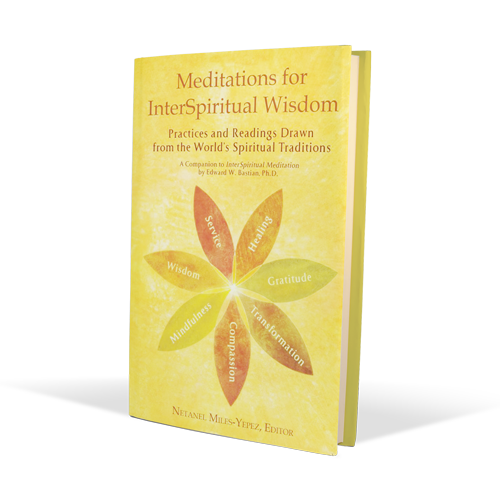 Meditations for
InterSpiritual Wisdom
Practices and Readings Drawn
from the World's Spiritual Traditions
A Companion to InterSpiritual Meditation
by Edward W. Bastian, Ph.D.
Service
Healing
Wisdom
Gratitude
Mindfulness
Transformation
Compassion
Netanel Miles-Yepez, Editor